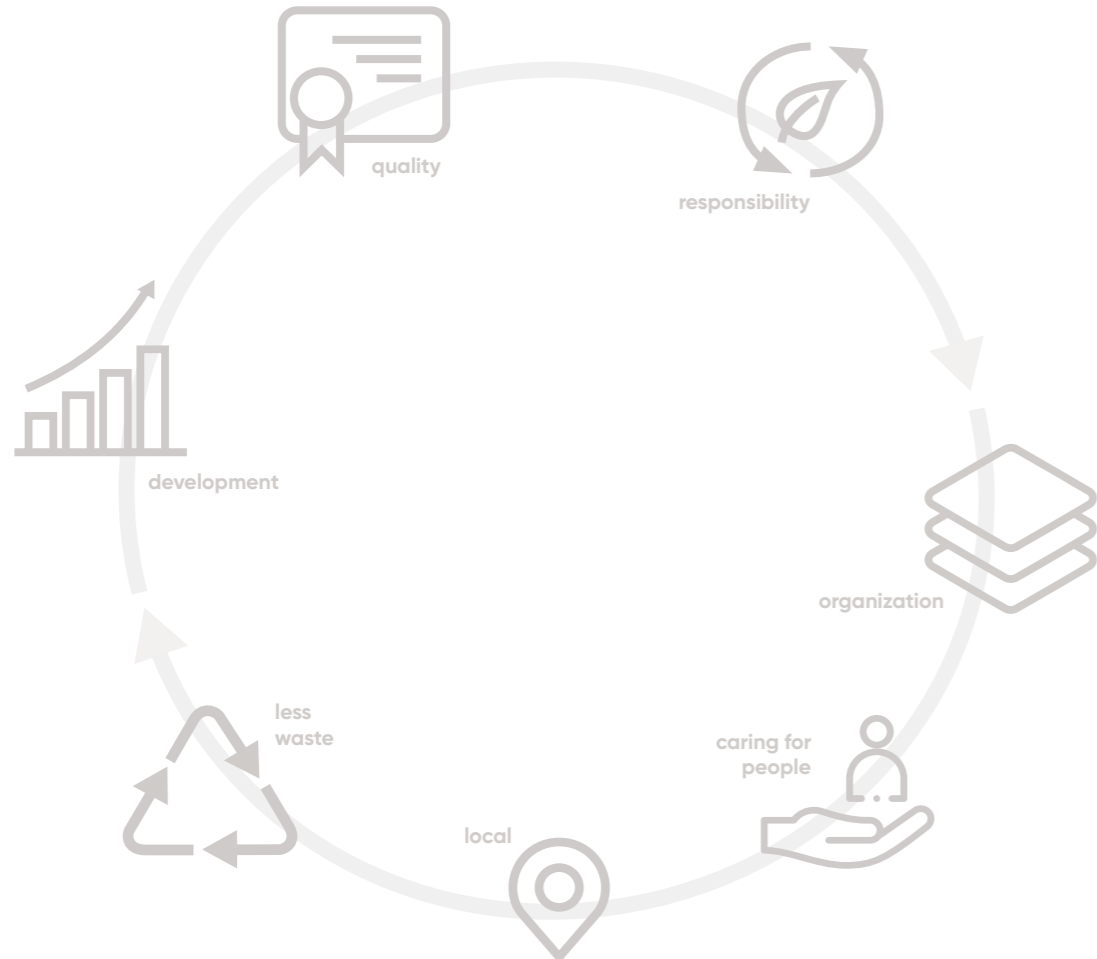 quality
responsibility
development
organization
less
waste
caring for
people
local